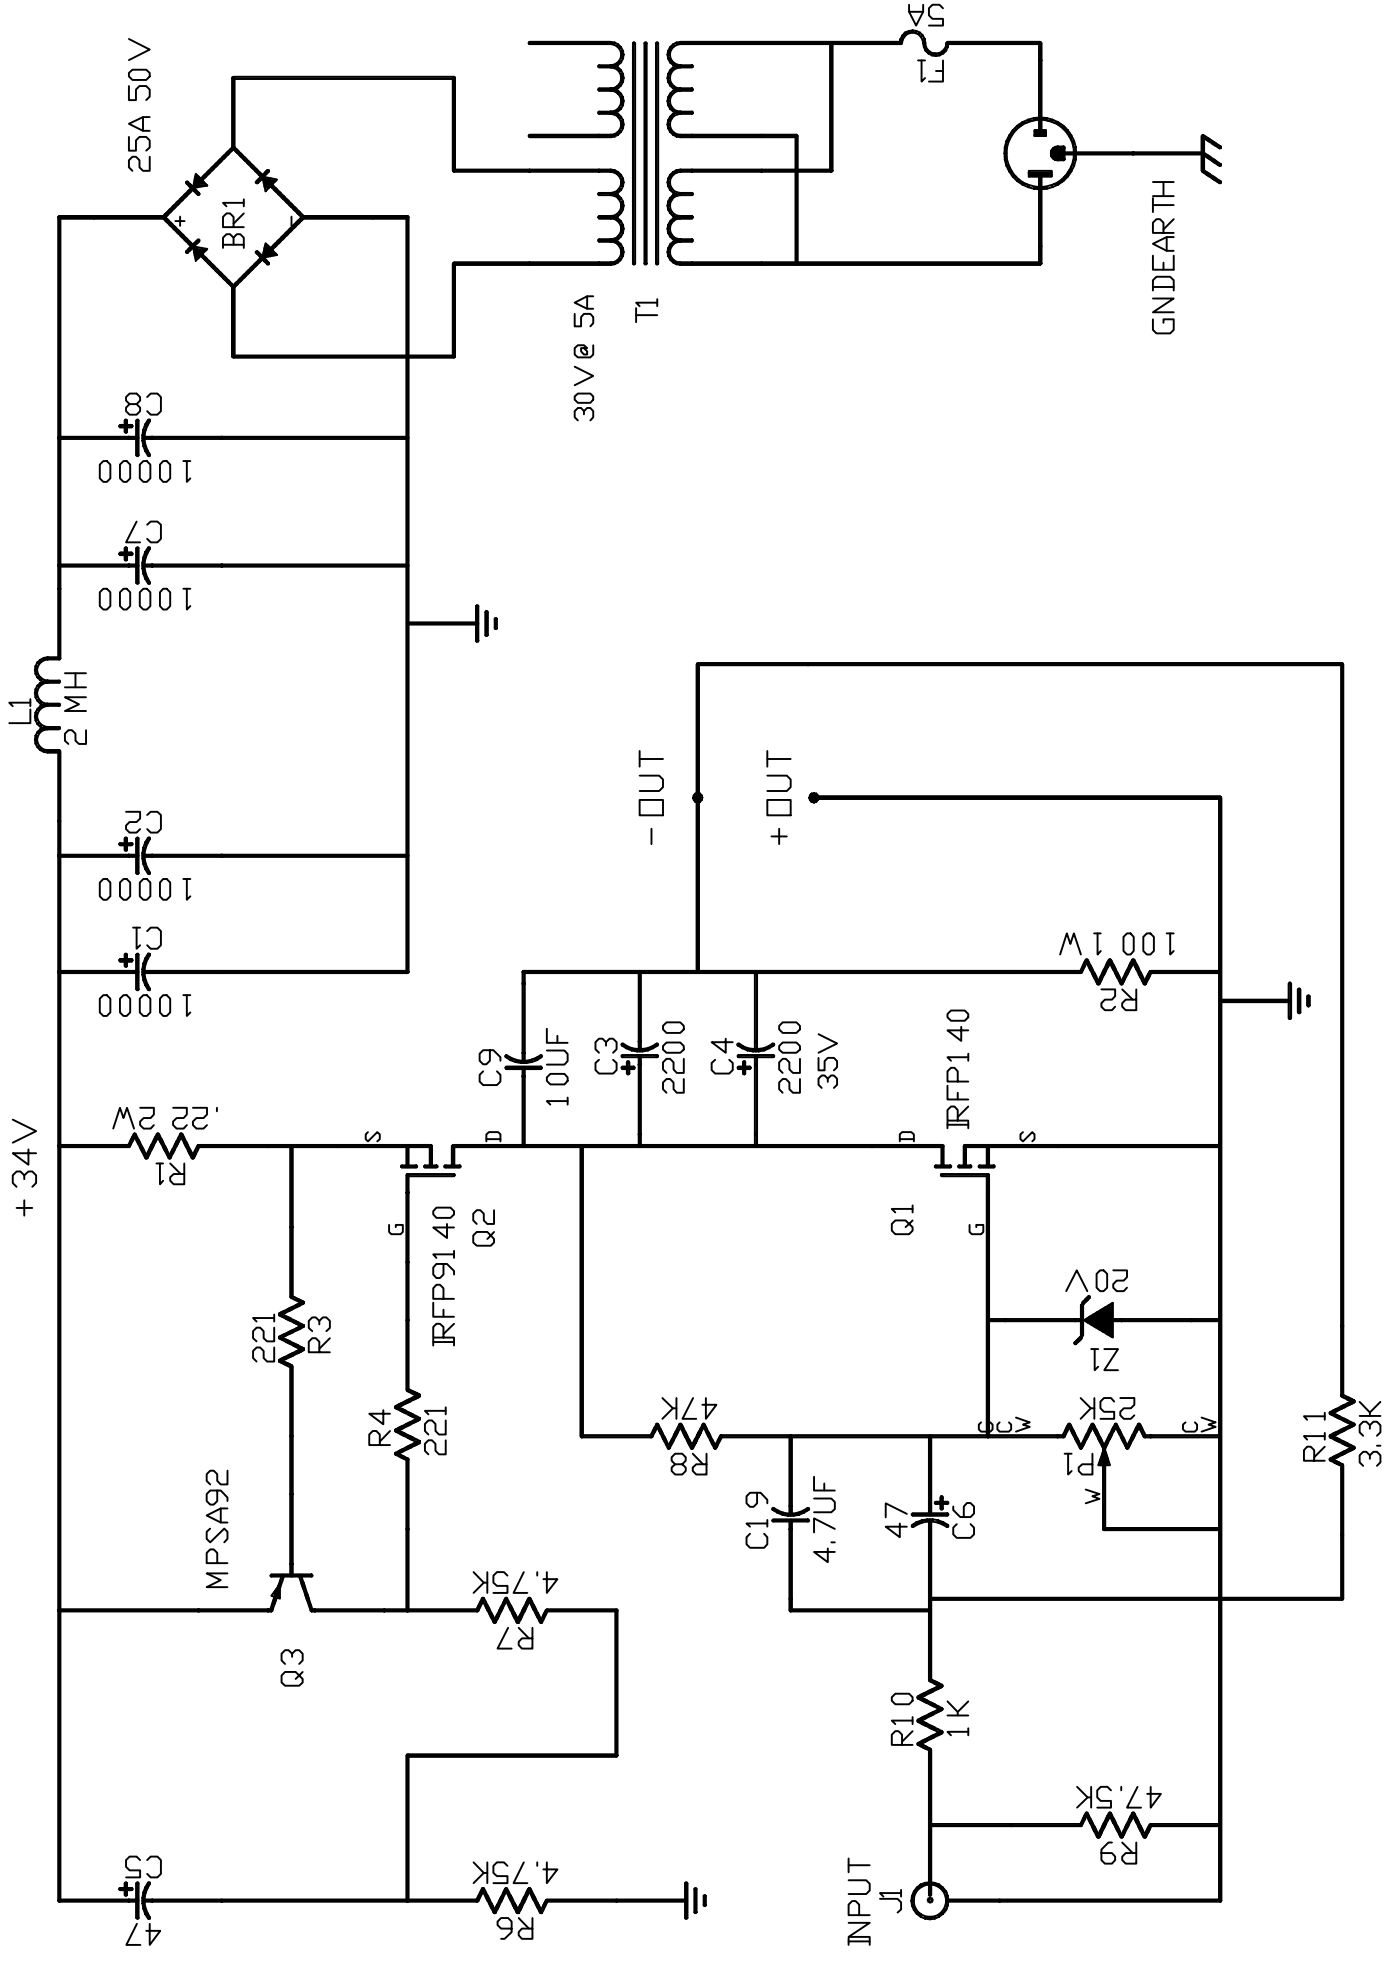 25A 50V
BR1
+
-
5A
F1
C8
10000
30V@ 5A
T1
GNDEARTH
C7
10000
L1
2 MH
C2
10000
C1
10000
-OUT
+OUT
+34V
.22 2W
R1
S
G
D
IRFP9140
Q2
C9
10UF
C3
2200
C4
2200
35V
R2
100 1W
IRFP140
D
Q1
G
S
221
R3
R4
221
MPSA92
Q3
4.75K
R7
47K
R8
C19
4.7UF
47
C6
20V
Z1
CCW
25K
P1
W
CW
R11
3.3K
C5
47
4.75K
R6
R10
1K
47.5K
R9
INPUT
J1